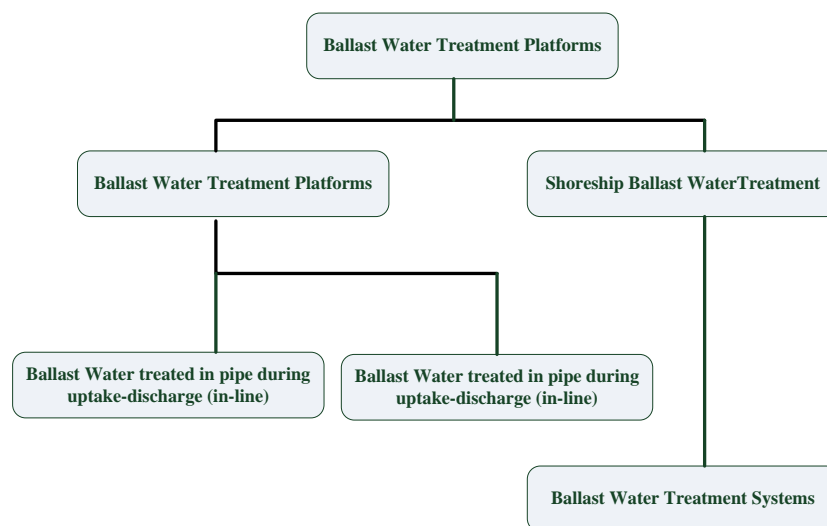 Ballast Water Treatment Platforms
Ballast Water Treatment Platforms
Shoreship Ballast WaterTreatment
Ballast Water treated in pipe during
uptake-discharge (in-line)
Ballast Water treated in pipe during
uptake-discharge (in-line)
Ballast Water Treatment Systems